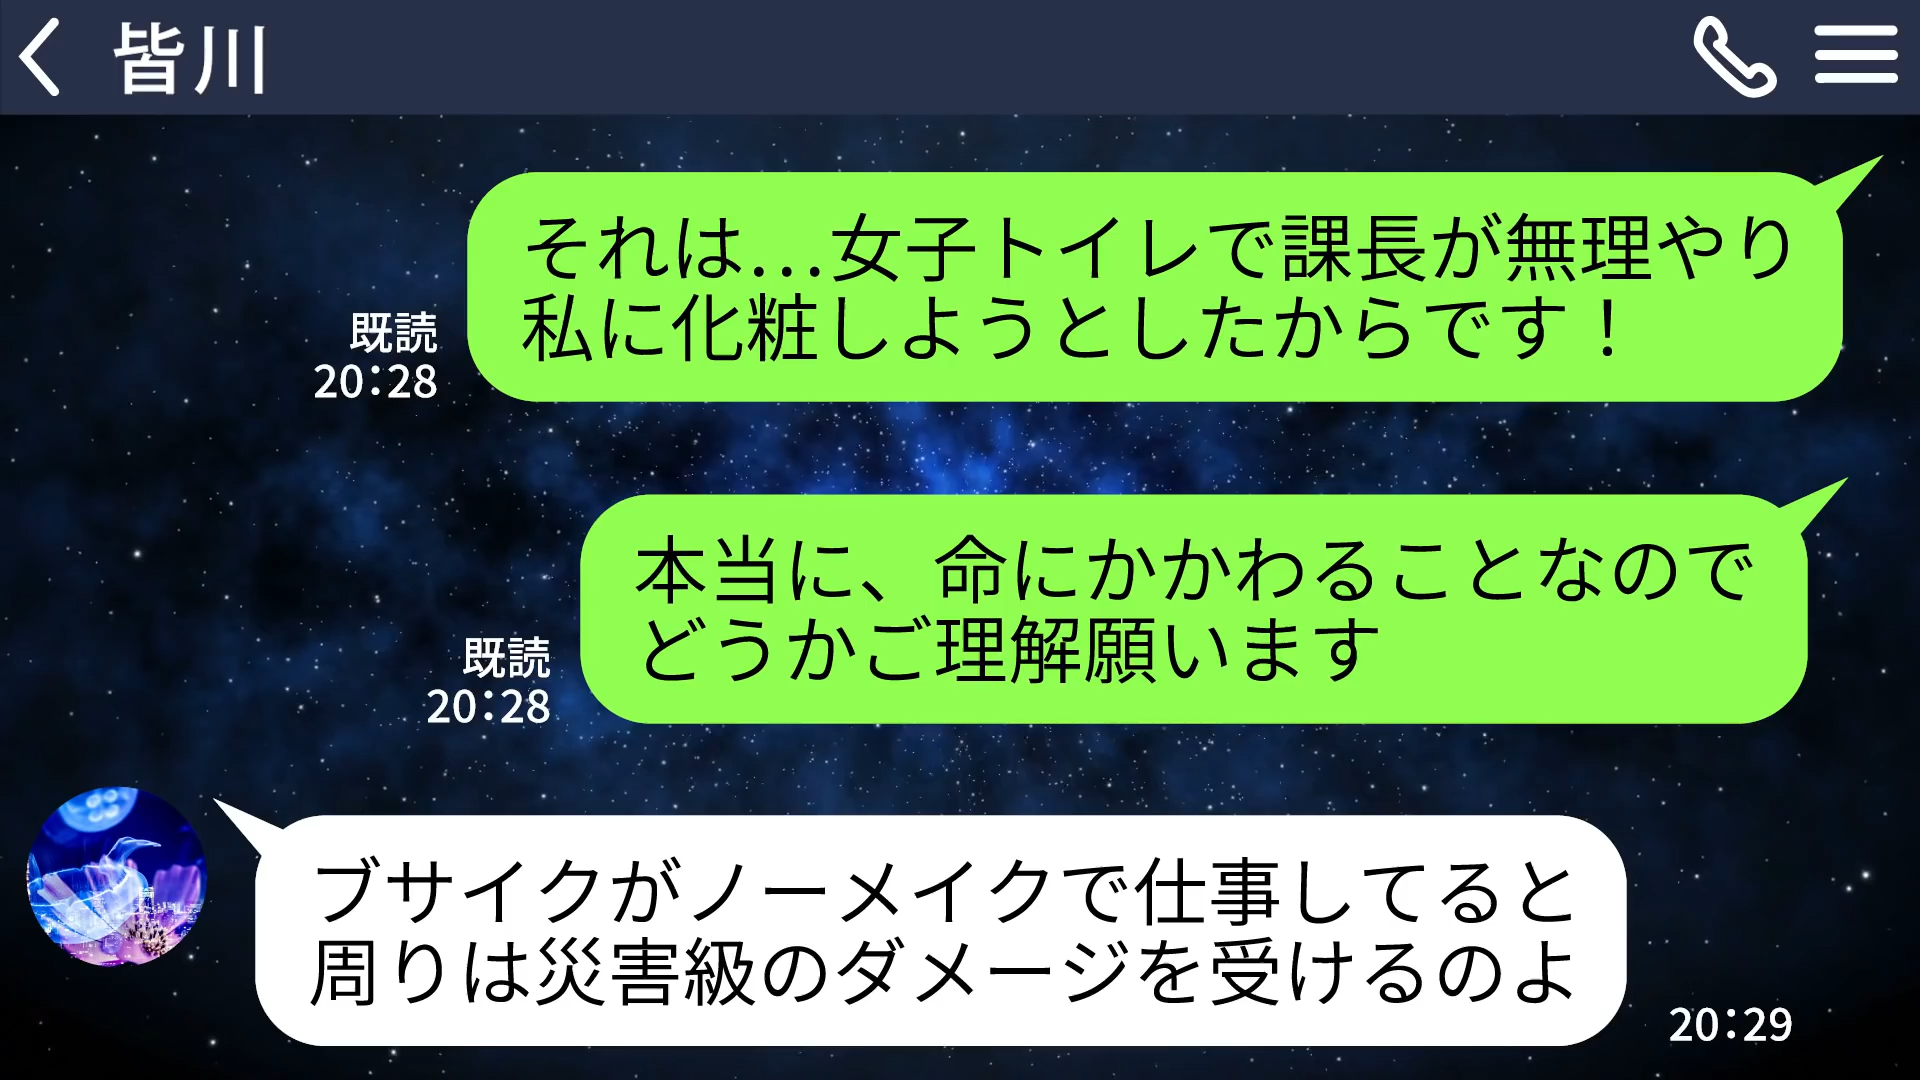 皆川
それは…女子トイレで課長が無理やり
私に化粧しようとしたからです！
既読
20:28
本当に、命にかかわることなので
どうかご理解願います
既読
20:28
ブサイクがノーメイクで仕事してると
周りは災害級のダメージを受けるのよ
20:29